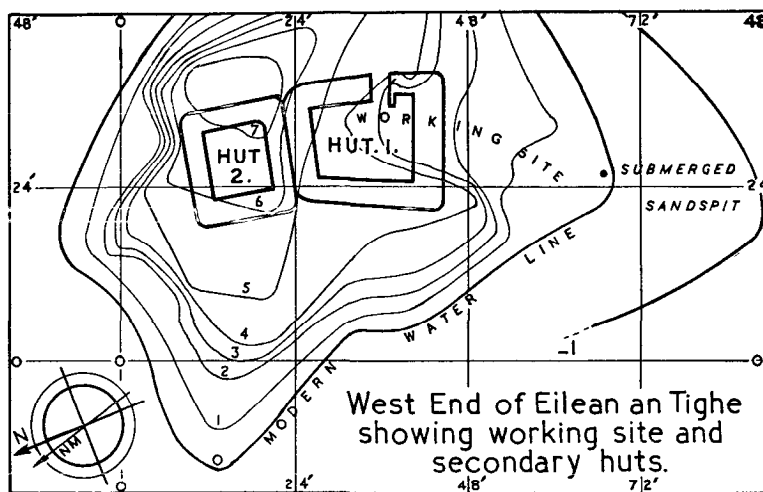 48' 0 24' 48' 72' 48'
HUT 2.
7
6
HUT. 1.
WORKING SITE
SUBMERGED
SANDSPIT
24' 24'
5
4
3
2
1
0
MODERN WATER LINE
-1
0 0 0
N
NM
West End of Eilean an Tighe
showing working site and
secondary huts.
0 24' 48' 72'